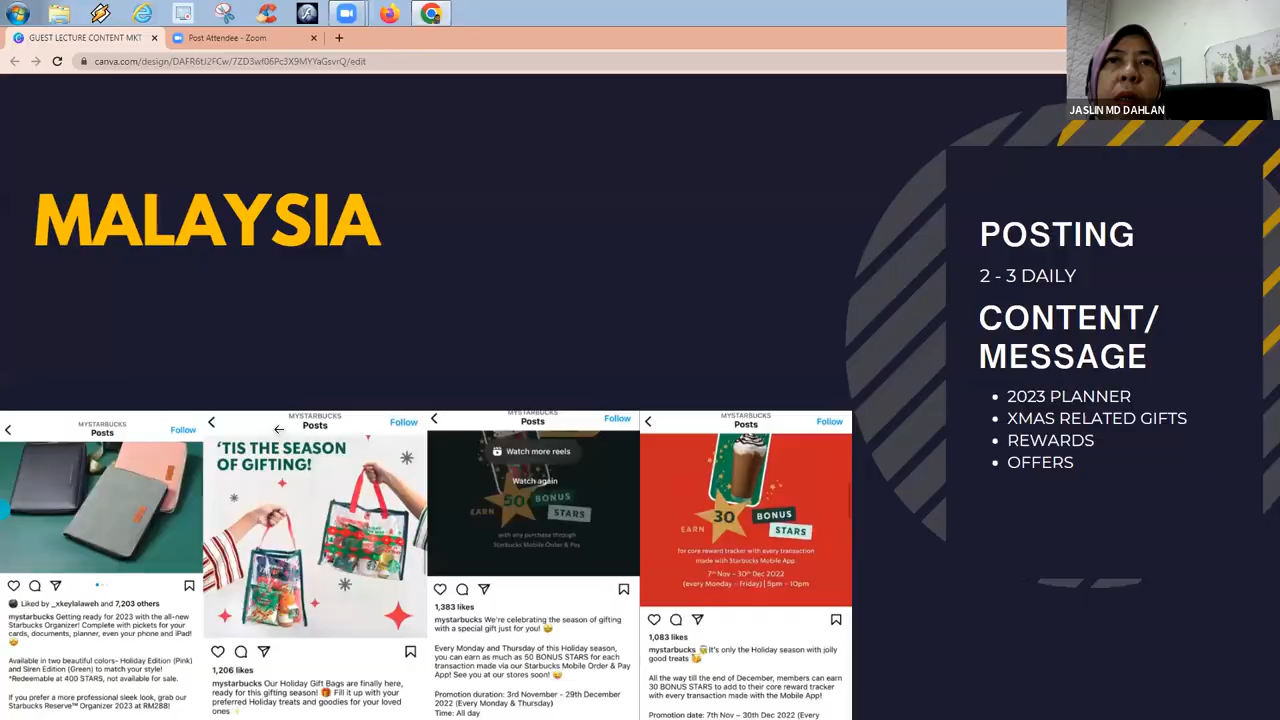 GUEST LECTURE CONTENT MKT
Post Attendee - Zoom
canva.com/design/DAFR6tJ2FCw/7ZD3wf06Pc3X9MYYaGsvrQ/edit
JASLIN MD DAHLAN
MALAYSIA
POSTING
2 - 3 DAILY
CONTENT/
MESSAGE
2023 PLANNER
XMAS RELATED GIFTS
REWARDS
OFFERS
MYSTARBUCKS
Posts
Follow
Liked by _xkeylalaweh and 7,203 others
mystarbucks Getting ready for 2023 with the all-new
Starbucks Organizer! Complete with pickets for your
cards, documents, planner, even your phone and iPad!
Available in two beautiful colors- Holiday Edition (Pink)
and Siren Edition (Green) to match your style!
*Redeemable at 400 STARS, not available for sale.
If you prefer a more professional sleek look, grab our
Starbucks Reserve™ Organizer 2023 at RM288!
MYSTARBUCKS
Posts
Follow
'TIS THE SEASON
OF GIFTING!
1,206 likes
mystarbucks Our Holiday Gift Bags are finally here,
ready for this gifting season! 🎁 Fill it up with your
preferred Holiday treats and goodies for your loved
ones ✨
MYSTARBUCKS
Posts
Follow
Watch more reels
Watch again
50 BONUS
EARN STARS
with any purchase through
Starbucks Mobile Order & Pay
1,383 likes
mystarbucks We're celebrating the season of gifting
with a special gift just for you! 🤩
Every Monday and Thursday of this Holiday season,
you can earn as much as 50 BONUS STARS for each
transaction made via our Starbucks Mobile Order & Pay
App! See you at our stores soon! 😍
Promotion duration: 3rd November - 29th December
2022 (Every Monday & Thursday)
Time: All day
MYSTARBUCKS
Posts
Follow
30 BONUS
EARN STARS
for core reward tracker with every transaction
made with Starbucks Mobile App.
7th Nov - 30th Dec 2022
(every Monday - Friday) | 5pm - 10pm
1,083 likes
mystarbucks It's only the Holiday season with jolly
good treats
All the way till the end of December, members can earn
30 BONUS STARS to add to their core reward tracker
with every transaction made with the Mobile App!
Promotion date: 7th Nov – 30th Dec 2022 (Every